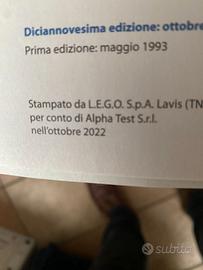 Diciannovesima edizione: ottobre
Prima edizione: maggio 1993
Stampato da L.E.G.O. S.p.A. Lavis (TN
per conto di Alpha Test S.r.l.
nell'ottobre 2022
subito